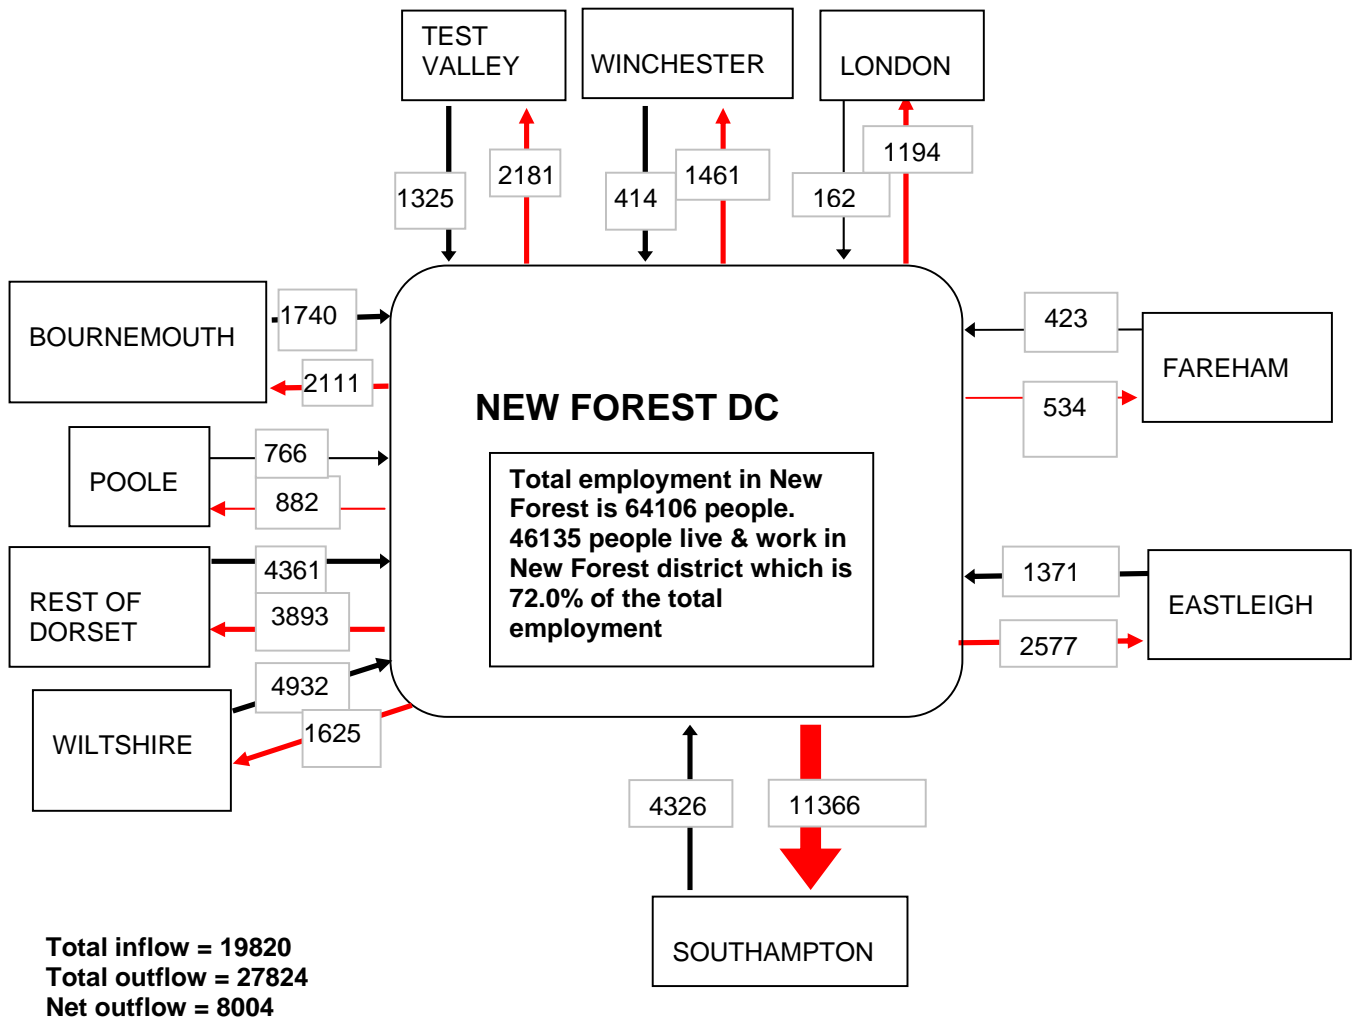 TEST
VALLEY
WINCHESTER
LONDON
1325
2181
414
1461
162
1194
BOURNEMOUTH
1740
2111
423
FAREHAM
534
NEW FOREST DC
POOLE
766
882
Total employment in New
Forest is 64106 people.
46135 people live & work in
New Forest district which is
72.0% of the total
employment
REST OF
DORSET
4361
3893
1371
EASTLEIGH
2577
WILTSHIRE
4932
1625
4326
11366
SOUTHAMPTON
Total inflow = 19820
Total outflow = 27824
Net outflow = 8004